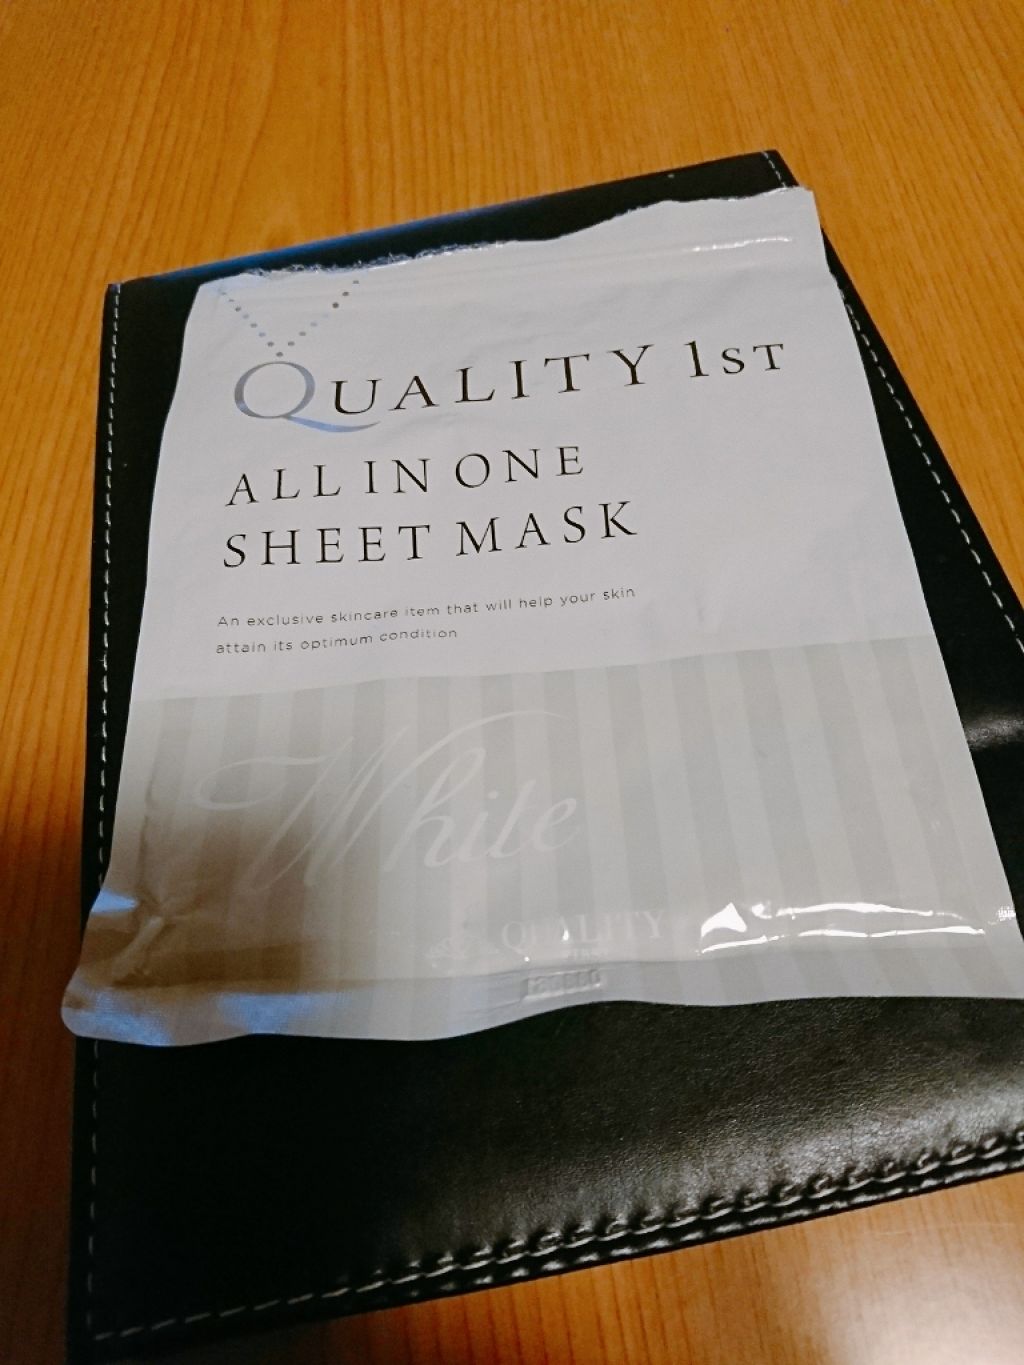 QUALITY 1ST
ALL IN ONE
SHEET MASK
An exclusive skincare item that will help your skin
attain its optimum condition
White
QUALITY